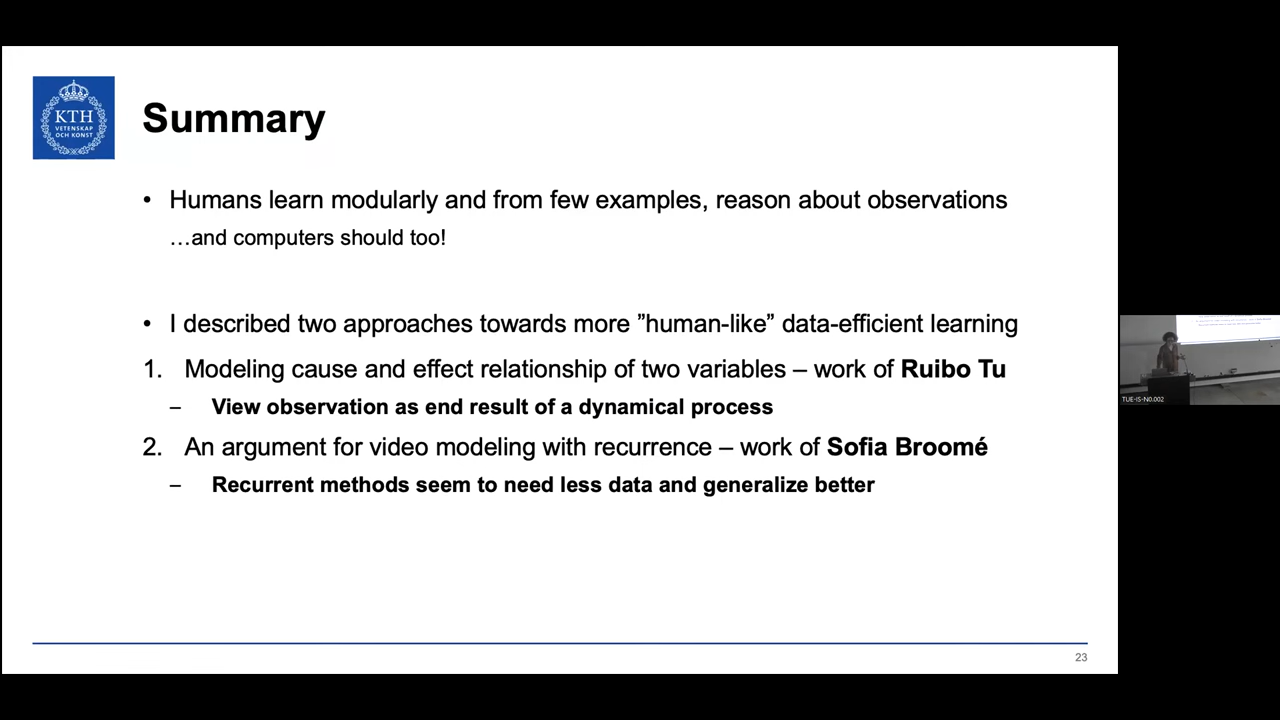 KTH
VETENSKAP
OCH KONST
Summary
• Humans learn modularly and from few examples, reason about observations
…and computers should too!
• I described two approaches towards more ”human-like” data-efficient learning
1. Modeling cause and effect relationship of two variables – work of Ruibo Tu
– View observation as end result of a dynamical process
2. An argument for video modeling with recurrence – work of Sofia Broomé
– Recurrent methods seem to need less data and generalize better
23
TUE-IS-N0.002